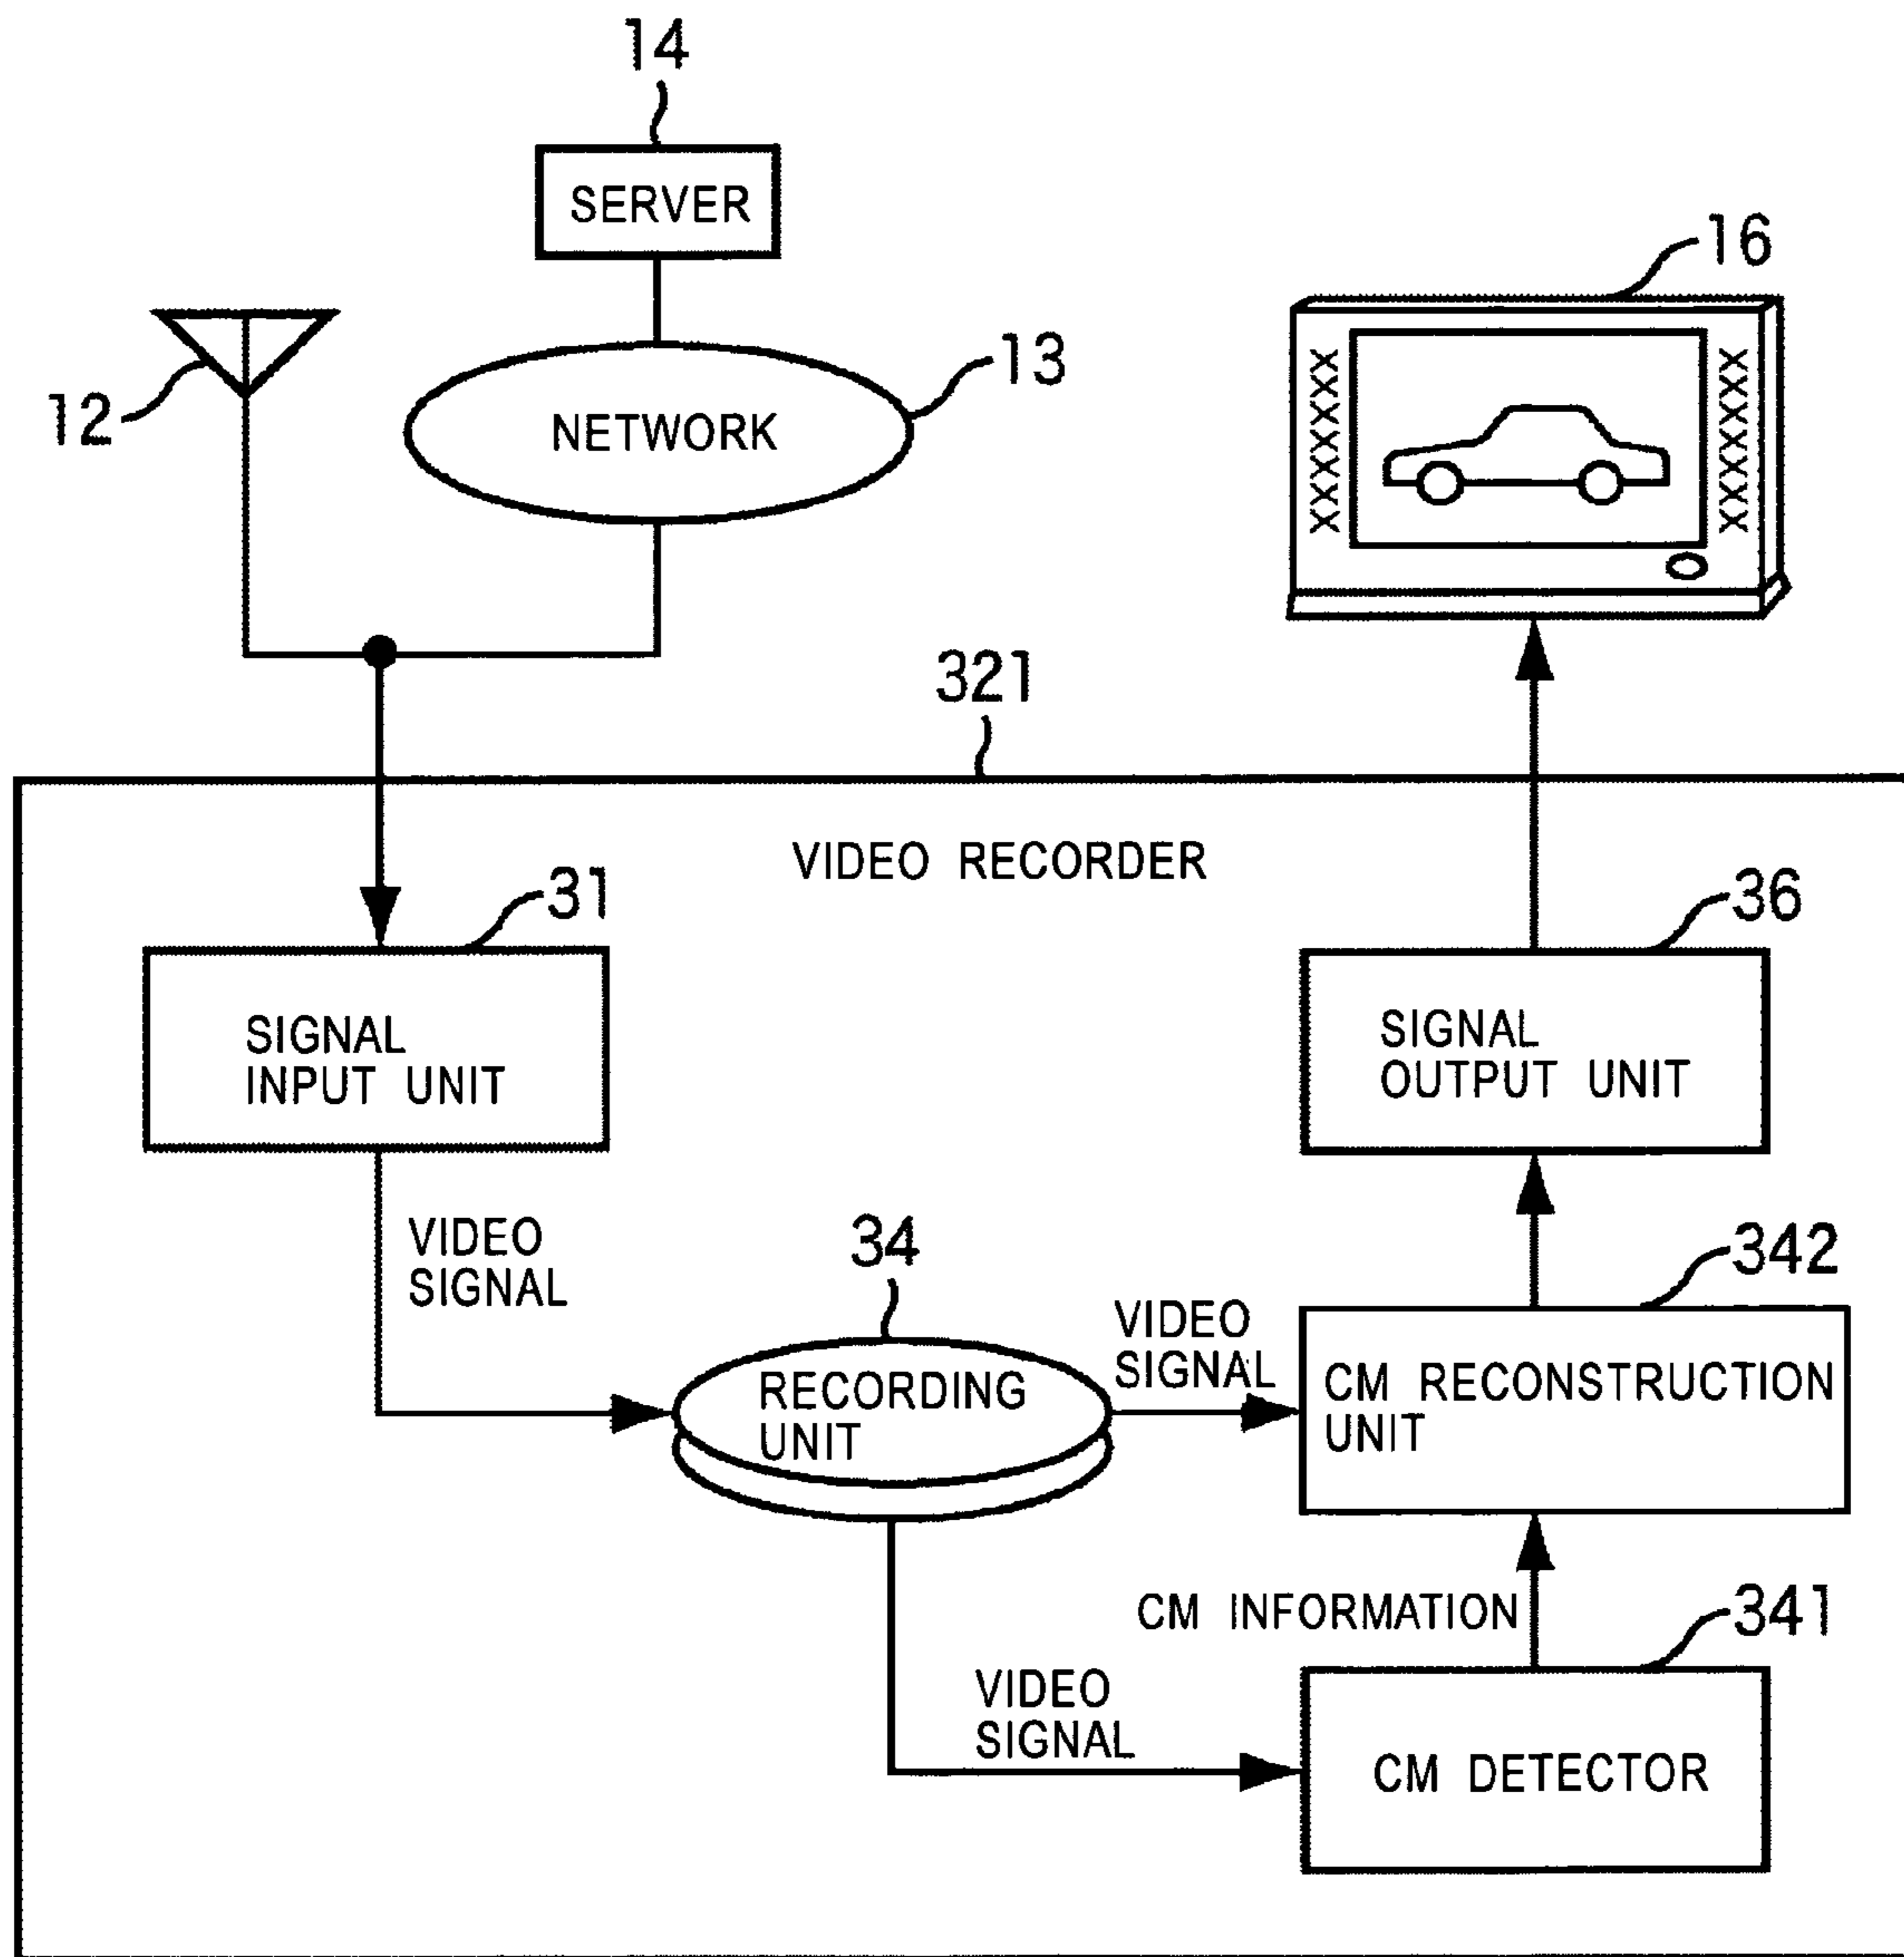 14
SERVER
16
12
NETWORK
13
XXXXXXX
XXXXXXX
321
VIDEO RECORDER
31
SIGNAL
INPUT UNIT
36
SIGNAL
OUTPUT UNIT
VIDEO
SIGNAL
34
RECORDING
UNIT
VIDEO
SIGNAL
342
CM RECONSTRUCTION
UNIT
CM INFORMATION
341
VIDEO
SIGNAL
CM DETECTOR